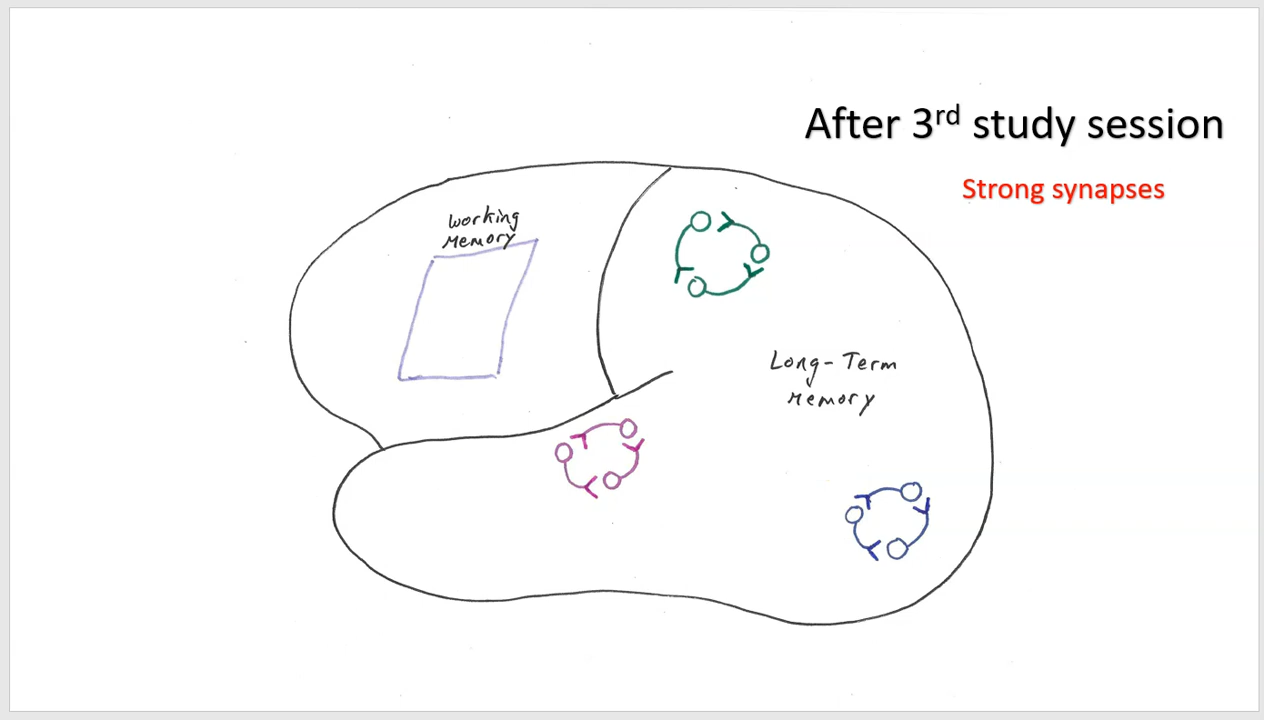 After 3rd study session
Strong synapses
Working
Memory
Long-Term
Memory